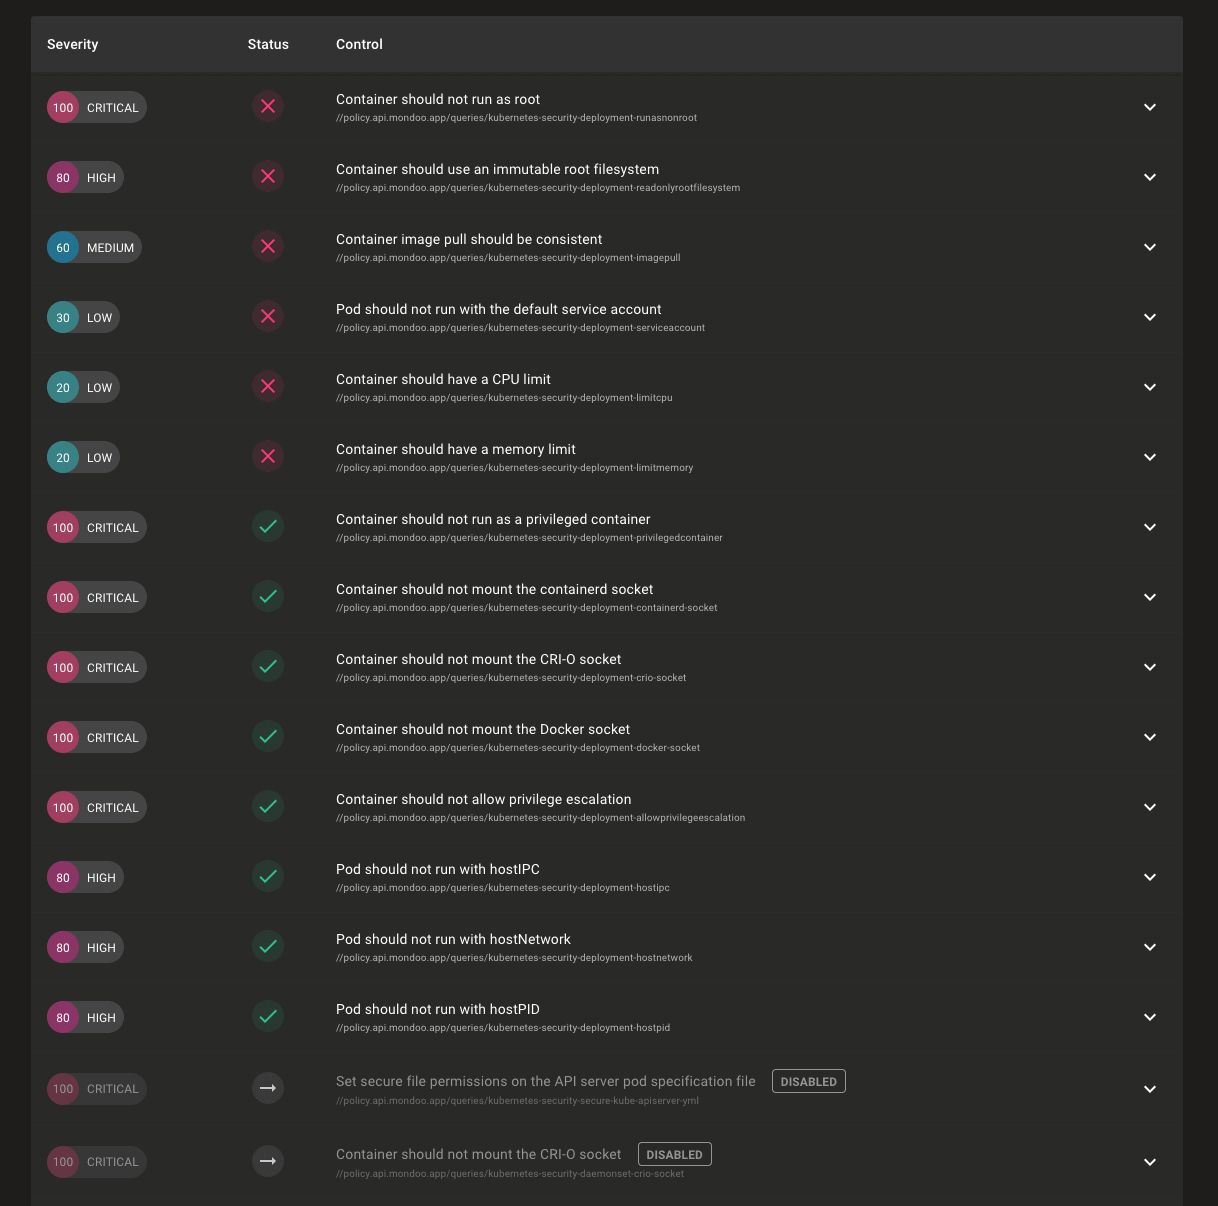 Severity Status Control
100 CRITICAL Container should not run as root
//policy.api.mondoo.app/queries/kubernetes-security-deployment-runasnonroot
80 HIGH Container should use an immutable root filesystem
//policy.api.mondoo.app/queries/kubernetes-security-deployment-readonlyrootfilesystem
60 MEDIUM Container image pull should be consistent
//policy.api.mondoo.app/queries/kubernetes-security-deployment-imagepull
30 LOW Pod should not run with the default service account
//policy.api.mondoo.app/queries/kubernetes-security-deployment-serviceaccount
20 LOW Container should have a CPU limit
//policy.api.mondoo.app/queries/kubernetes-security-deployment-limitcpu
20 LOW Container should have a memory limit
//policy.api.mondoo.app/queries/kubernetes-security-deployment-limitmemory
100 CRITICAL Container should not run as a privileged container
//policy.api.mondoo.app/queries/kubernetes-security-deployment-privilegedcontainer
100 CRITICAL Container should not mount the containerd socket
//policy.api.mondoo.app/queries/kubernetes-security-deployment-containerd-socket
100 CRITICAL Container should not mount the CRI-O socket
//policy.api.mondoo.app/queries/kubernetes-security-deployment-crio-socket
100 CRITICAL Container should not mount the Docker socket
//policy.api.mondoo.app/queries/kubernetes-security-deployment-docker-socket
100 CRITICAL Container should not allow privilege escalation
//policy.api.mondoo.app/queries/kubernetes-security-deployment-allowprivilegeescalation
80 HIGH Pod should not run with hostIPC
//policy.api.mondoo.app/queries/kubernetes-security-deployment-hostipc
80 HIGH Pod should not run with hostNetwork
//policy.api.mondoo.app/queries/kubernetes-security-deployment-hostnetwork
80 HIGH Pod should not run with hostPID
//policy.api.mondoo.app/queries/kubernetes-security-deployment-hostpid
100 CRITICAL Set secure file permissions on the API server pod specification file DISABLED
//policy.api.mondoo.app/queries/kubernetes-security-secure-kube-apiserver-yml
100 CRITICAL Container should not mount the CRI-O socket DISABLED
//policy.api.mondoo.app/queries/kubernetes-security-daemonset-crio-socket